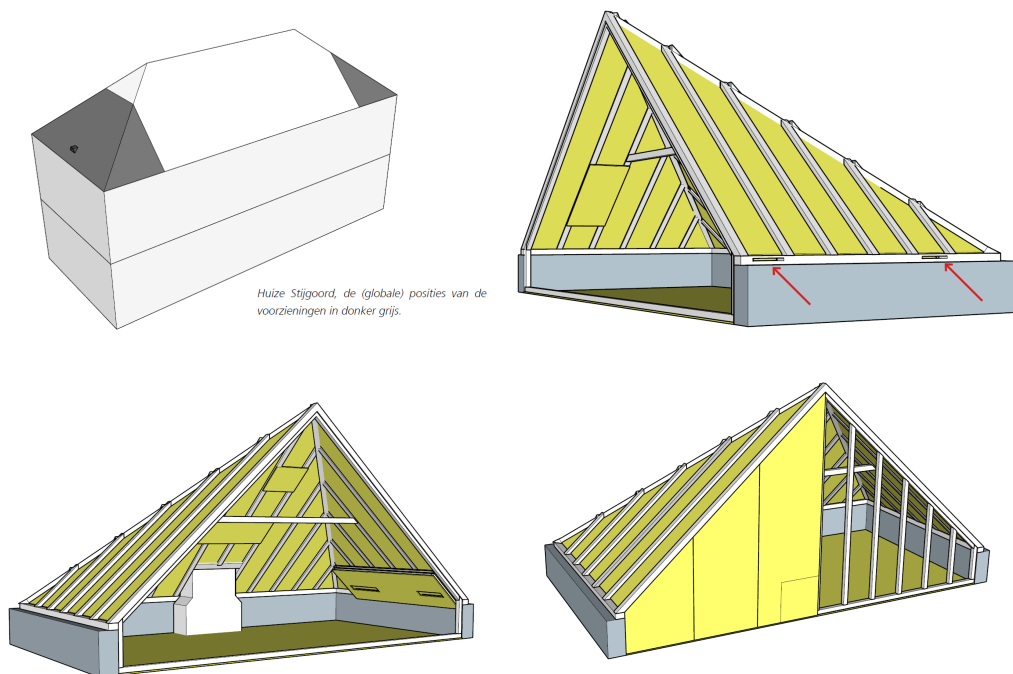 Huize Stijgoord, de (globale) posities van de
voorzieningen in donker grijs.